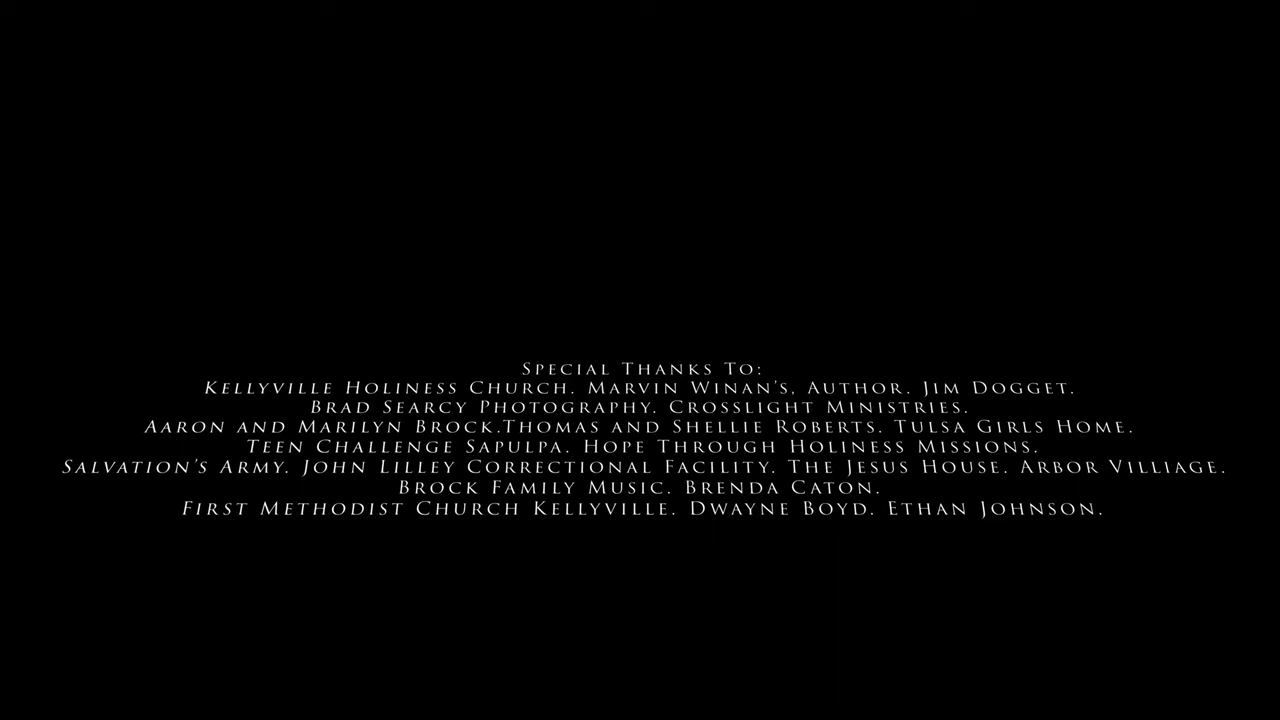 Special Thanks To:
Kellyville Holiness Church. Marvin Winan's, Author. Jim Dogget.
Brad Searcy Photography. Crosslight Ministries.
Aaron and Marilyn Brock.Thomas and Shellie Roberts. Tulsa Girls Home.
Teen Challenge Sapulpa. Hope Through Holiness Missions.
Salvation's Army. John Lilley Correctional Facility. The Jesus House. Arbor Villiage.
Brock Family Music. Brenda Caton.
First Methodist Church Kellyville. Dwayne Boyd. Ethan Johnson.